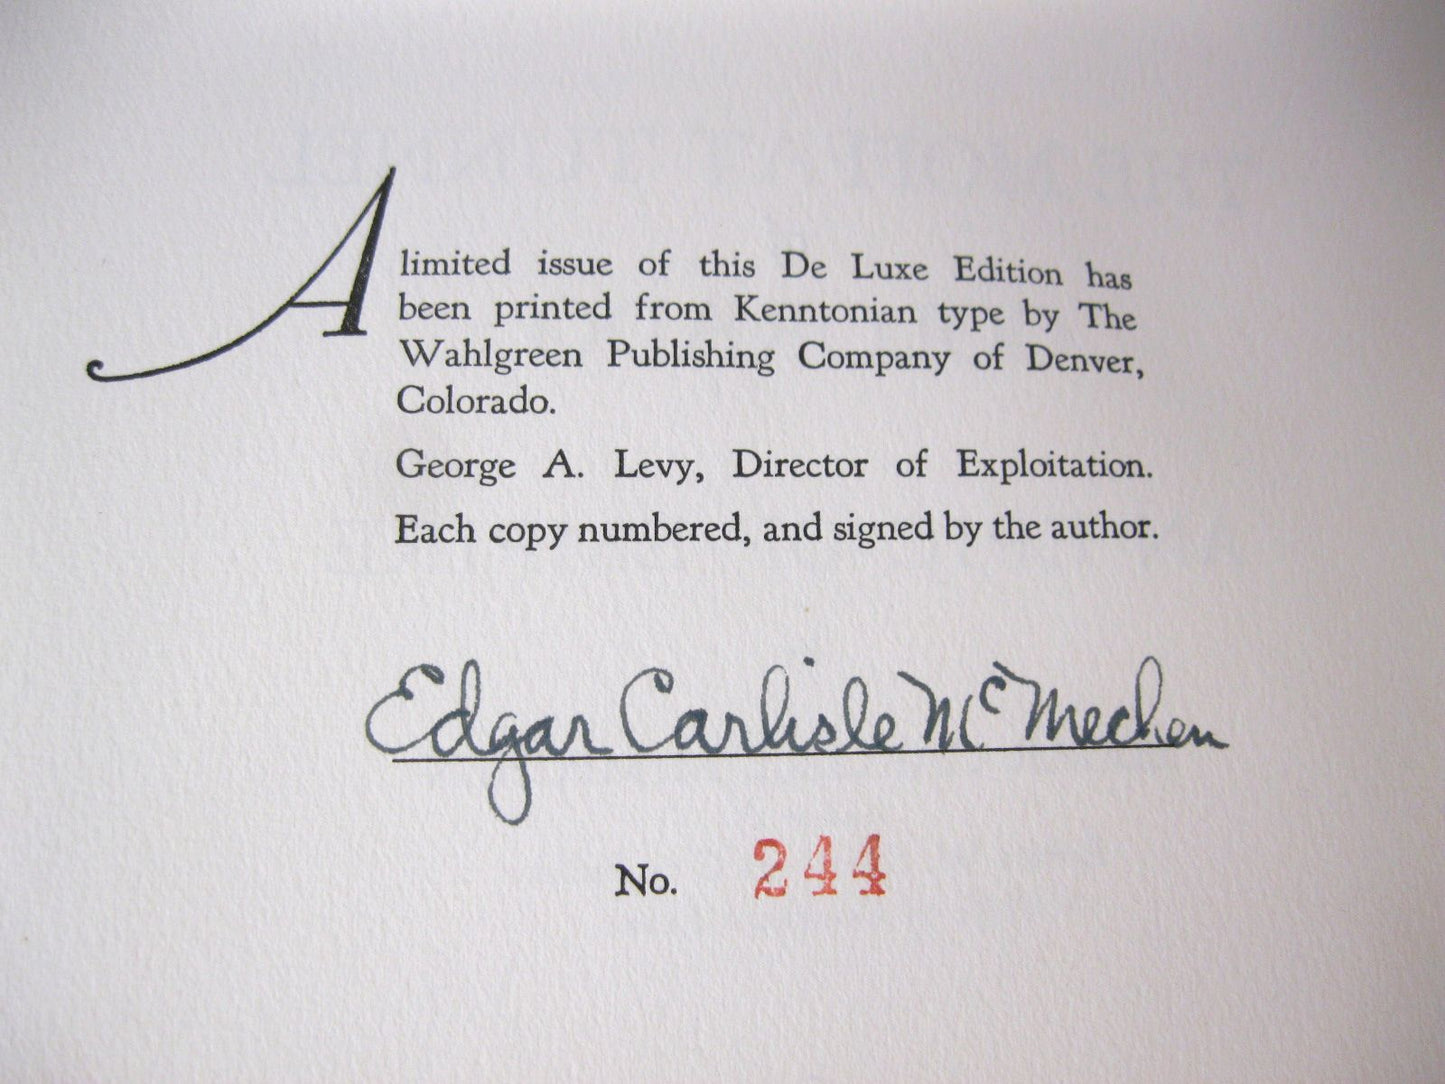 A limited issue of this De Luxe Edition has
been printed from Kenntonian type by The
Wahlgreen Publishing Company of Denver,
Colorado.
George A. Levy, Director of Exploitation.
Each copy numbered, and signed by the author.
Edgar Carlisle McMechen
No. 244